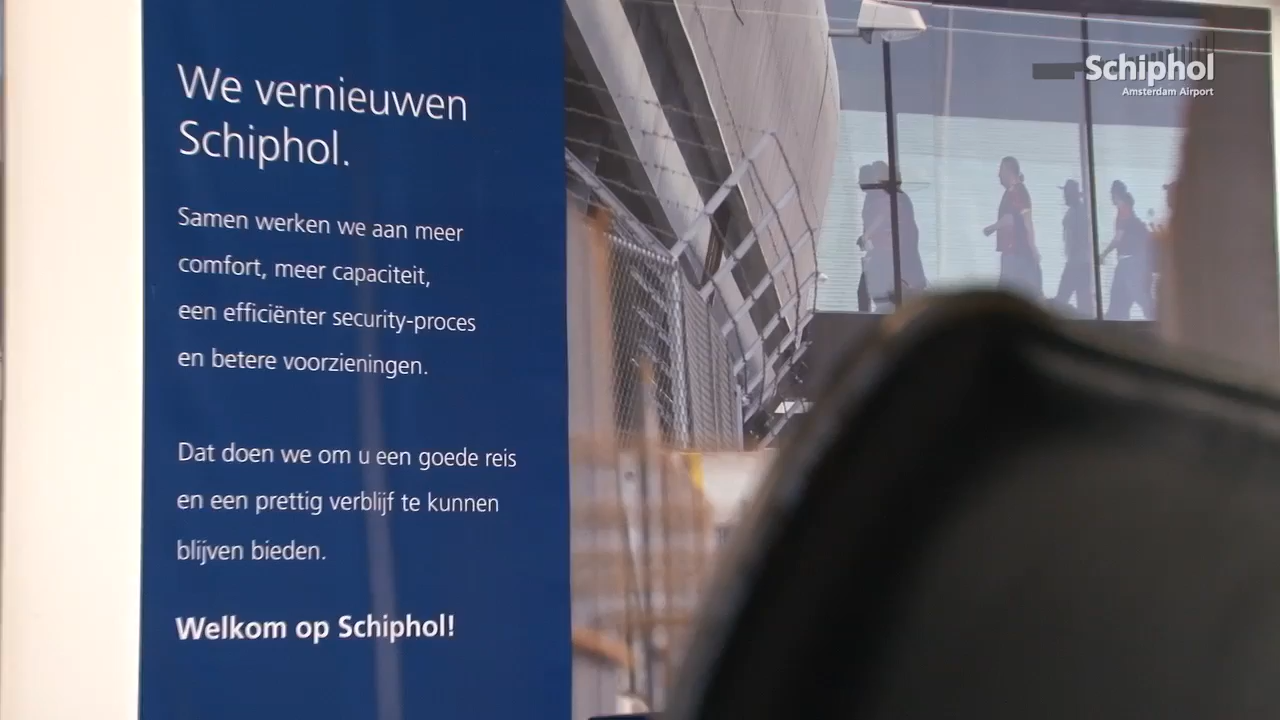 We vernieuwen
Schiphol.
Samen werken we aan meer
comfort, meer capaciteit,
een efficiënter security-proces
en betere voorzieningen.
Dat doen we om u een goede reis
en een prettig verblijf te kunnen
blijven bieden.
Welkom op Schiphol!
Schiphol
Amsterdam Airport